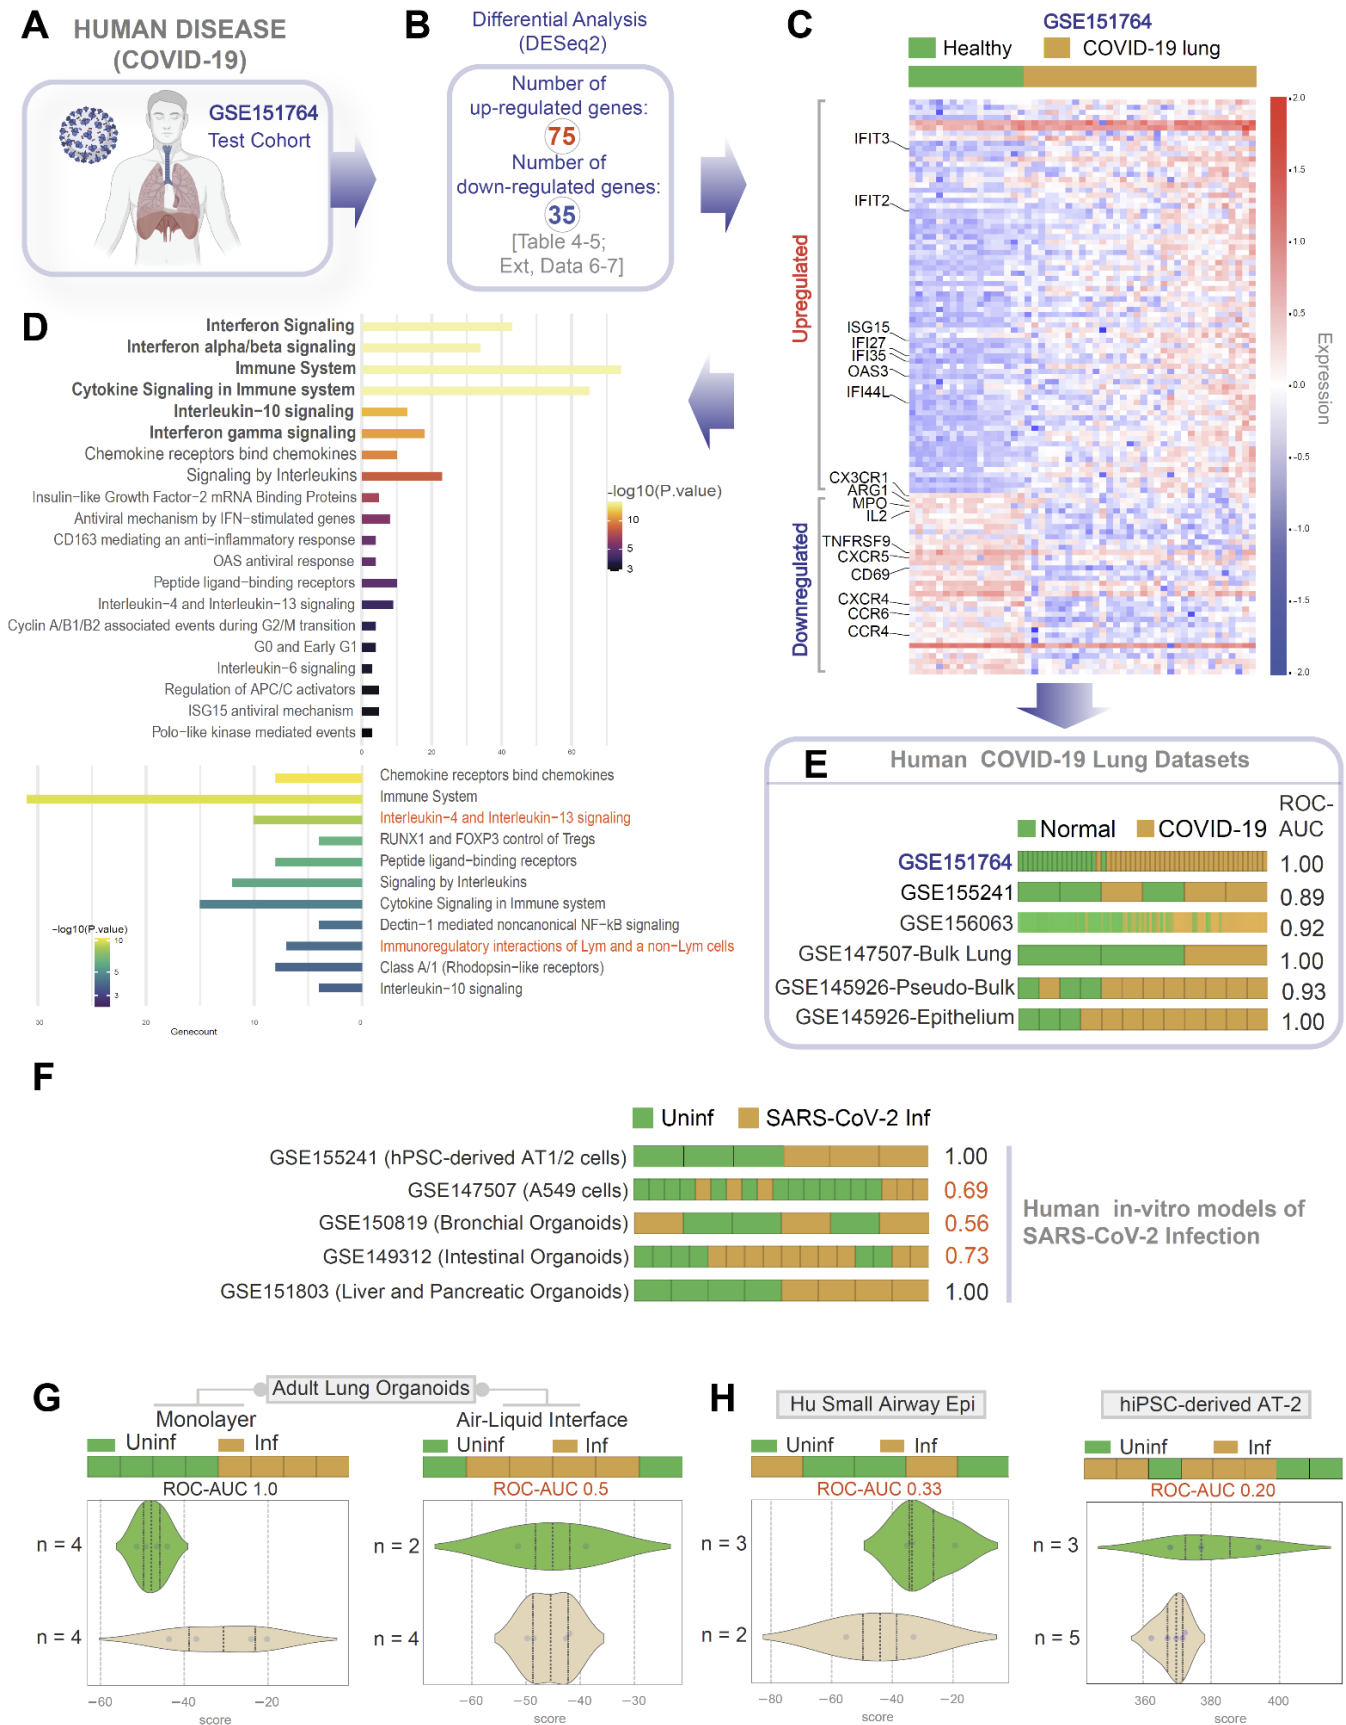 A
HUMAN DISEASE
(COVID-19)
GSE151764
Test Cohort
B
Differential Analysis
(DESeq2)
Number of
up-regulated genes:
75
Number of
down-regulated genes:
35
[Table 4-5;
Ext, Data 6-7]
C
GSE151764
Healthy
COVID-19 lung
Upregulated
Downregulated
IFIT3
IFIT2
ISG15
IFI27
IFI35
OAS3
IFI44L
CX3CR1
ARG1
MPO
IL2
TNFRSF9
CXCR5
CD69
CXCR4
CCR6
CCR4
2.0
1.5
1.0
0.5
0.0
-0.5
-1.0
-1.5
2.0
Expression
D
Interferon Signaling
Interferon alpha/beta signaling
Immune System
Cytokine Signaling in Immune system
Interleukin−10 signaling
Interferon gamma signaling
Chemokine receptors bind chemokines
Signaling by Interleukins
Insulin−like Growth Factor−2 mRNA Binding Proteins
Antiviral mechanism by IFN−stimulated genes
CD163 mediating an anti−inflammatory response
OAS antiviral response
Peptide ligand−binding receptors
Interleukin−4 and Interleukin−13 signaling
Cyclin A/B1/B2 associated events during G2/M transition
G0 and Early G1
Interleukin−6 signaling
Regulation of APC/C activators
ISG15 antiviral mechanism
Polo−like kinase mediated events
0 20 40 60
-log10(P.value)
10
5
3
Chemokine receptors bind chemokines
Immune System
Interleukin−4 and Interleukin−13 signaling
RUNX1 and FOXP3 control of Tregs
Peptide ligand−binding receptors
Signaling by Interleukins
Cytokine Signaling in Immune system
Dectin−1 mediated noncanonical NF−kB signaling
Immunoregulatory interactions of Lym and a non−Lym cells
Class A/1 (Rhodopsin−like receptors)
Interleukin−10 signaling
−log10(P.value)
10
5
3
30 20 10 0
Genecount
E
Human COVID-19 Lung Datasets
Normal
COVID-19
ROC-
AUC
GSE151764 1.00
GSE155241 0.89
GSE156063 0.92
GSE147507-Bulk Lung 1.00
GSE145926-Pseudo-Bulk 0.93
GSE145926-Epithelium 1.00
F
Uninf
SARS-CoV-2 Inf
GSE155241 (hPSC-derived AT1/2 cells) 1.00
GSE147507 (A549 cells) 0.69
GSE150819 (Bronchial Organoids) 0.56
GSE149312 (Intestinal Organoids) 0.73
GSE151803 (Liver and Pancreatic Organoids) 1.00
Human in-vitro models of
SARS-CoV-2 Infection
G
Adult Lung Organoids
Monolayer
Uninf Inf
ROC-AUC 1.0
n = 4
n = 4
−60 −40 −20
score
Air-Liquid Interface
Uninf Inf
ROC-AUC 0.5
n = 2
n = 4
−60 −50 −40 −30
score
H
Hu Small Airway Epi
Uninf Inf
ROC-AUC 0.33
n = 3
n = 2
−80 −60 −40 −20
score
hiPSC-derived AT-2
Uninf Inf
ROC-AUC 0.20
n = 3
n = 5
360 380 400
score